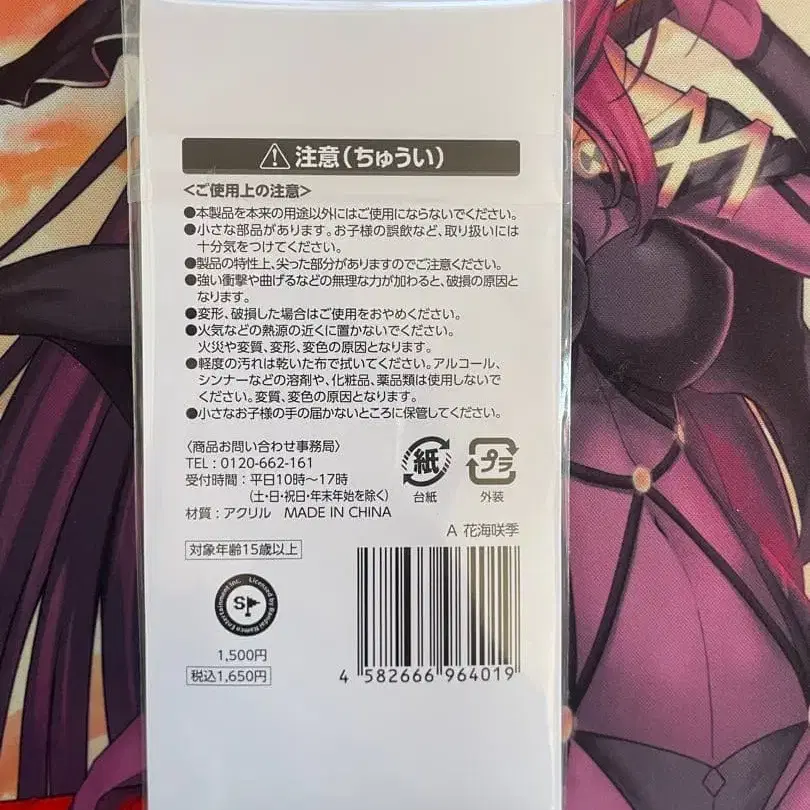 ⚠ 注意(ちゅうい)
<ご使用上の注意>
●本製品を本来の用途以外にはご使用にならないでください。
●小さな部品があります。お子様の誤飲など、取り扱いには
十分気をつけてください。
●製品の特性上、尖った部分がありますのでご注意ください。
●強い衝撃や曲げるなどの無理な力が加わると、破損の原因と
なります。
●変形、破損した場合はご使用をおやめください。
●火気などの熱源の近くに置かないでください。
火災や変質、変形、変色の原因となります。
●軽度の汚れは乾いた布で拭いてください。アルコール、
シンナーなどの溶剤や、化粧品、薬品類は使用しないで
ください。変質、変色の原因となります。
●小さなお子様の手の届かないところに保管してください。
〈商品お問い合わせ事務局〉
TEL：0120-662-161
受付時間：平日10時～17時
(土・日・祝日・年末年始を除く)
材質：アクリル MADE IN CHINA
紙
台紙
プラ
外装
A 花海咲季
対象年齢15歳以上
Licensed by Bandai Namco Entertainment Inc.
S
1,500円
税込1,650円
4 582666 964019